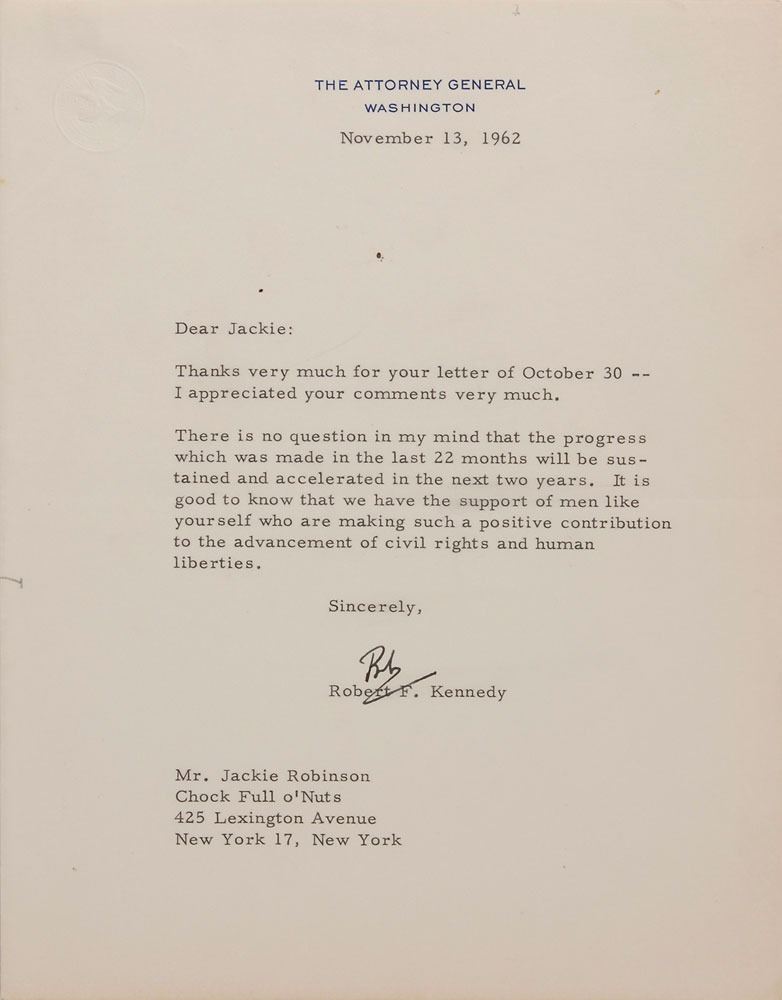 THE ATTORNEY GENERAL
WASHINGTON
November 13, 1962
Dear Jackie:
Thanks very much for your letter of October 30 --
I appreciated your comments very much.
There is no question in my mind that the progress
which was made in the last 22 months will be sus-
tained and accelerated in the next two years. It is
good to know that we have the support of men like
yourself who are making such a positive contribution
to the advancement of civil rights and human
liberties.
Sincerely,
Bob
Robert F. Kennedy
Mr. Jackie Robinson
Chock Full o'Nuts
425 Lexington Avenue
New York 17, New York